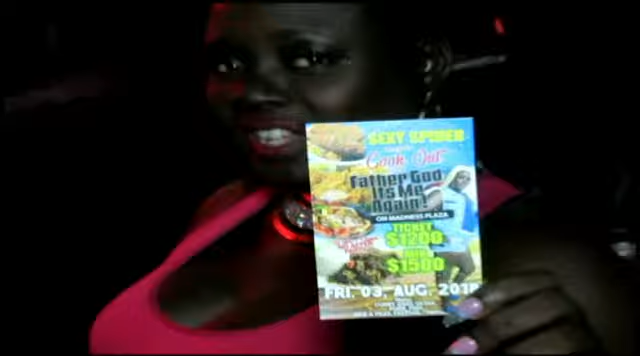 SEXY SPIDER
Cook Out
Father God
Its Me
Again!
ON MADNESS PLAZA
TICKET
$1200
$1500
FRI. 03, AUG. 2018